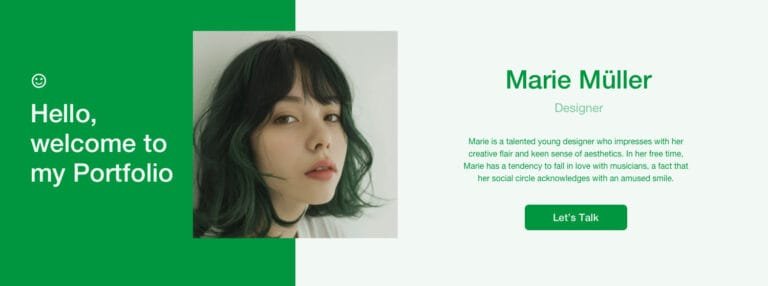 Hello,
welcome to
my Portfolio
Marie Müller
Designer
Marie is a talented young designer who impresses with her
creative flair and keen sense of aesthetics. In her free time,
Marie has a tendency to fall in love with musicians, a fact that
her social circle acknowledges with an amused smile.
Let's Talk